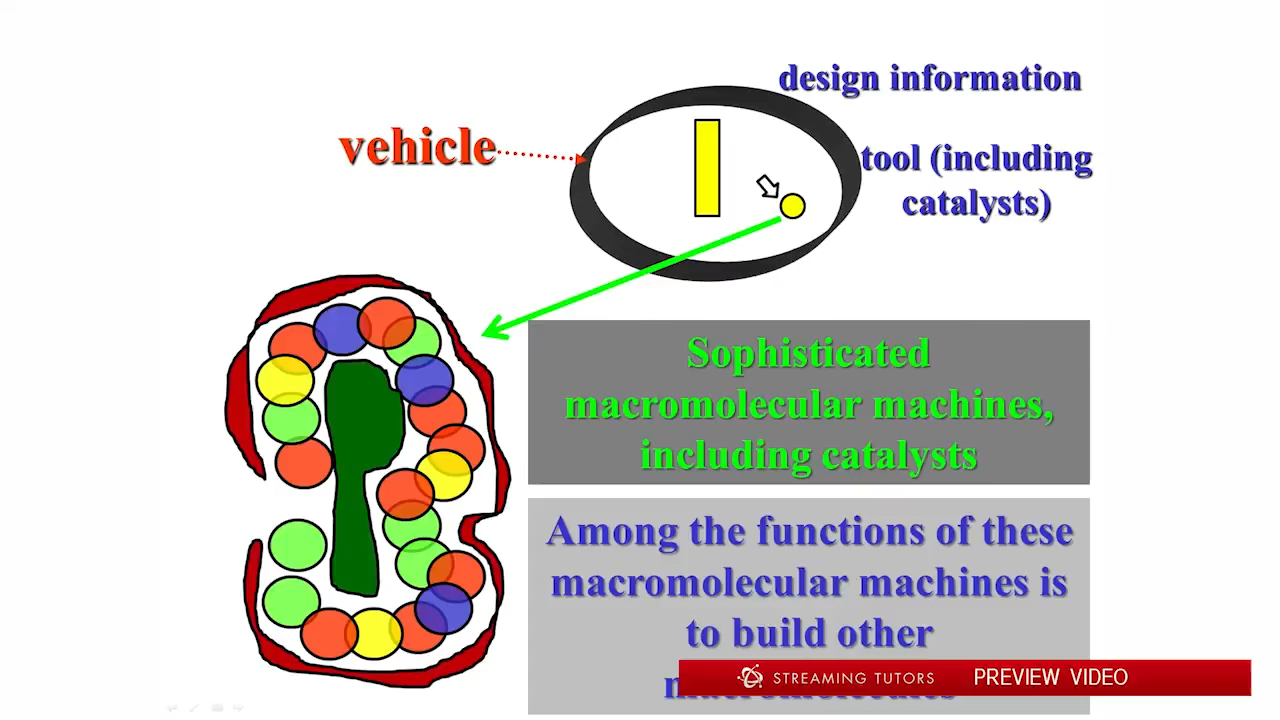 design information
vehicle
tool (including
catalysts)
Sophisticated
macromolecular machines,
including catalysts
Among the functions of these
macromolecular machines is
to build other
STREAMING TUTORS PREVIEW VIDEO